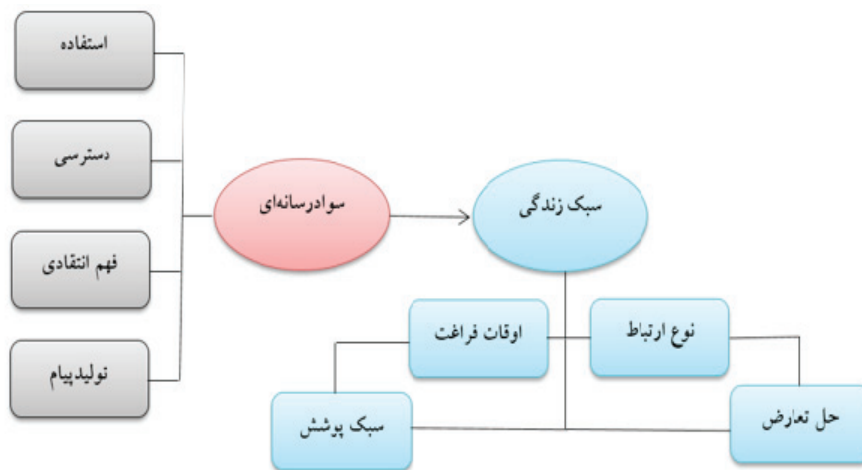 استفاده
دسترسی
سوادرسانه‌ای
سبک زندگی
فهم انتقادی
تولیدپیام
اوقات فراغت
نوع ارتباط
سبک پوشش
حل تعارض